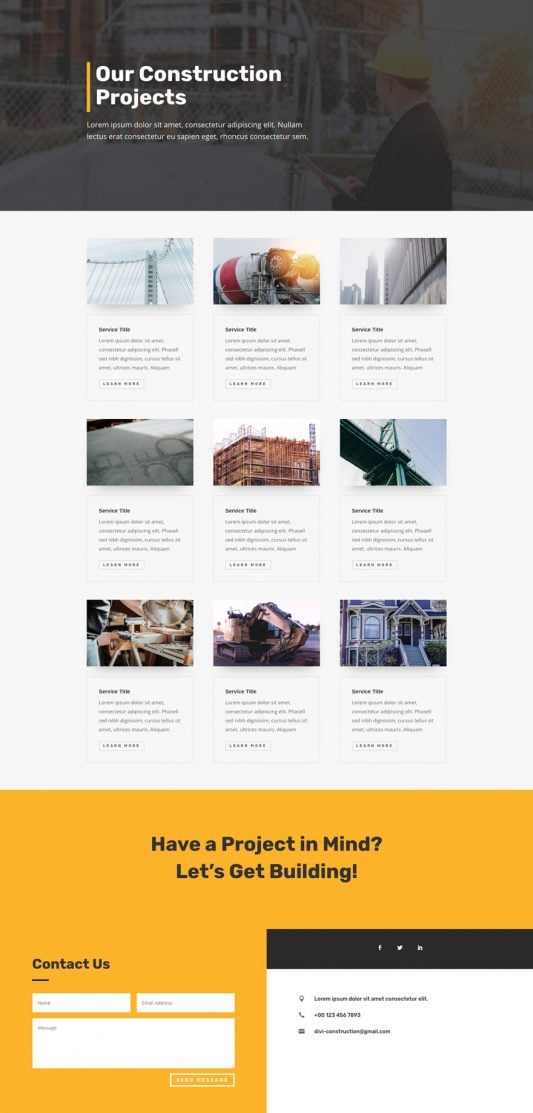 Our Construction
Projects
Lorem ipsum dolor sit amet, consectetur adipiscing elit. Nullam
lectus erat consectetur eu sapien eget, rhoncus consectetur sem.
Service Title
Lorem ipsum dolor sit amet,
consectetur adipiscing elit. Phasell
sed nibh dignissim, cursus tellus sit
amet, ultrices mauris. Aliquam
LEARN MORE
Service Title
Lorem ipsum dolor sit amet,
consectetur adipiscing elit. Phasell
sed nibh dignissim, cursus tellus sit
amet, ultrices mauris. Aliquam
LEARN MORE
Service Title
Lorem ipsum dolor sit amet,
consectetur adipiscing elit. Phasell
sed nibh dignissim, cursus tellus sit
amet, ultrices mauris. Aliquam
LEARN MORE
Service Title
Lorem ipsum dolor sit amet,
consectetur adipiscing elit. Phasell
sed nibh dignissim, cursus tellus sit
amet, ultrices mauris. Aliquam
LEARN MORE
Service Title
Lorem ipsum dolor sit amet,
consectetur adipiscing elit. Phasell
sed nibh dignissim, cursus tellus sit
amet, ultrices mauris. Aliquam
LEARN MORE
Service Title
Lorem ipsum dolor sit amet,
consectetur adipiscing elit. Phasell
sed nibh dignissim, cursus tellus sit
amet, ultrices mauris. Aliquam
LEARN MORE
Service Title
Lorem ipsum dolor sit amet,
consectetur adipiscing elit. Phasell
sed nibh dignissim, cursus tellus sit
amet, ultrices mauris. Aliquam
LEARN MORE
Service Title
Lorem ipsum dolor sit amet,
consectetur adipiscing elit. Phasell
sed nibh dignissim, cursus tellus sit
amet, ultrices mauris. Aliquam
LEARN MORE
Service Title
Lorem ipsum dolor sit amet,
consectetur adipiscing elit. Phasell
sed nibh dignissim, cursus tellus sit
amet, ultrices mauris. Aliquam
LEARN MORE
Have a Project in Mind?
Let’s Get Building!
Contact Us
Name
Email Address
Message
SEND MESSAGE
Lorem ipsum dolor sit amet consectetur elit.
+00 123 456 7893
divi-construction@gmail.com